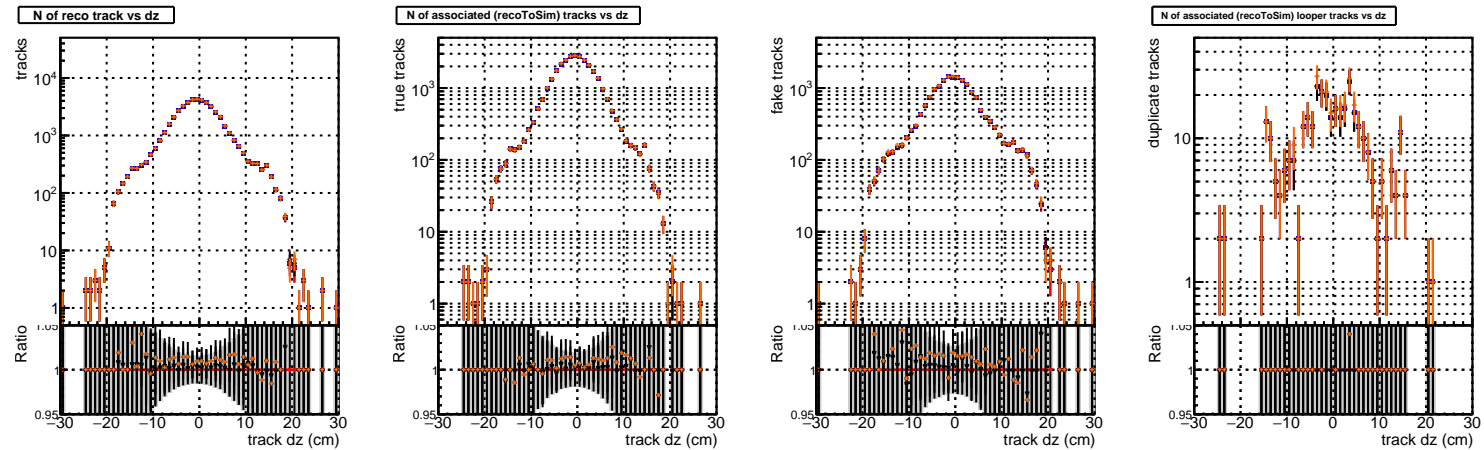 N of reco track vs dz
tracks
10⁴
10³
10²
10
1
Ratio
1.05
1
0.95
−30 −20 −10 0 10 20 30
track dz (cm)
N of associated (recoToSim) tracks vs dz
true tracks
10³
10²
10
1
Ratio
1.05
1
0.95
−30 −20 −10 0 10 20 30
track dz (cm)
fake tracks
10³
10²
10
1
Ratio
1.05
1
0.95
−30 −20 −10 0 10 20 30
track dz (cm)
N of associated (recoToSim) looper tracks vs dz
duplicate tracks
10
1
Ratio
1.05
1
0.95
−30 −20 −10 0 10 20 30
track dz (cm)